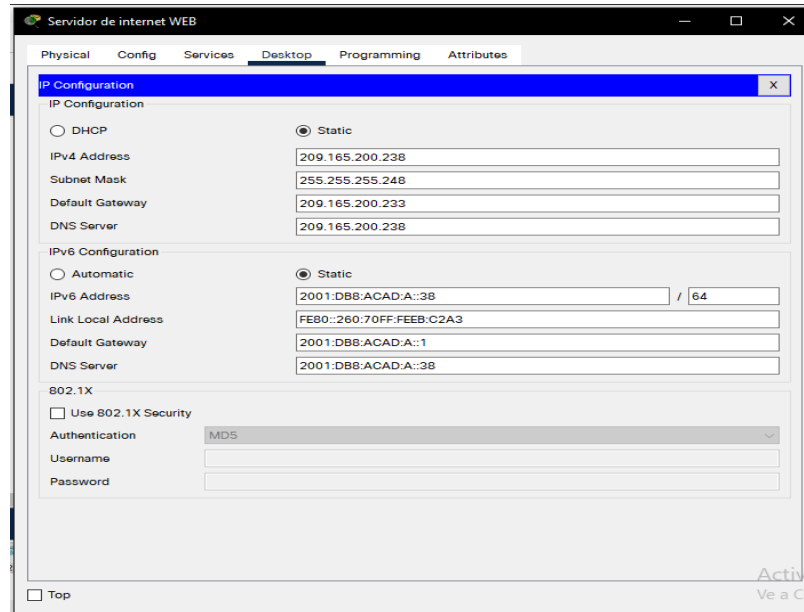 Servidor de internet WEB
Physical Config Services Desktop Programming Attributes
IP Configuration X
IP Configuration
DHCP Static
IPv4 Address 209.165.200.238
Subnet Mask 255.255.255.248
Default Gateway 209.165.200.233
DNS Server 209.165.200.238
IPv6 Configuration
Automatic Static
IPv6 Address 2001:DB8:ACAD:A::38 / 64
Link Local Address FE80::260:70FF:FEEB:C2A3
Default Gateway 2001:DB8:ACAD:A::1
DNS Server 2001:DB8:ACAD:A::38
802.1X
Use 802.1X Security
Authentication MD5
Username
Password
Activ
Top
Ve a C